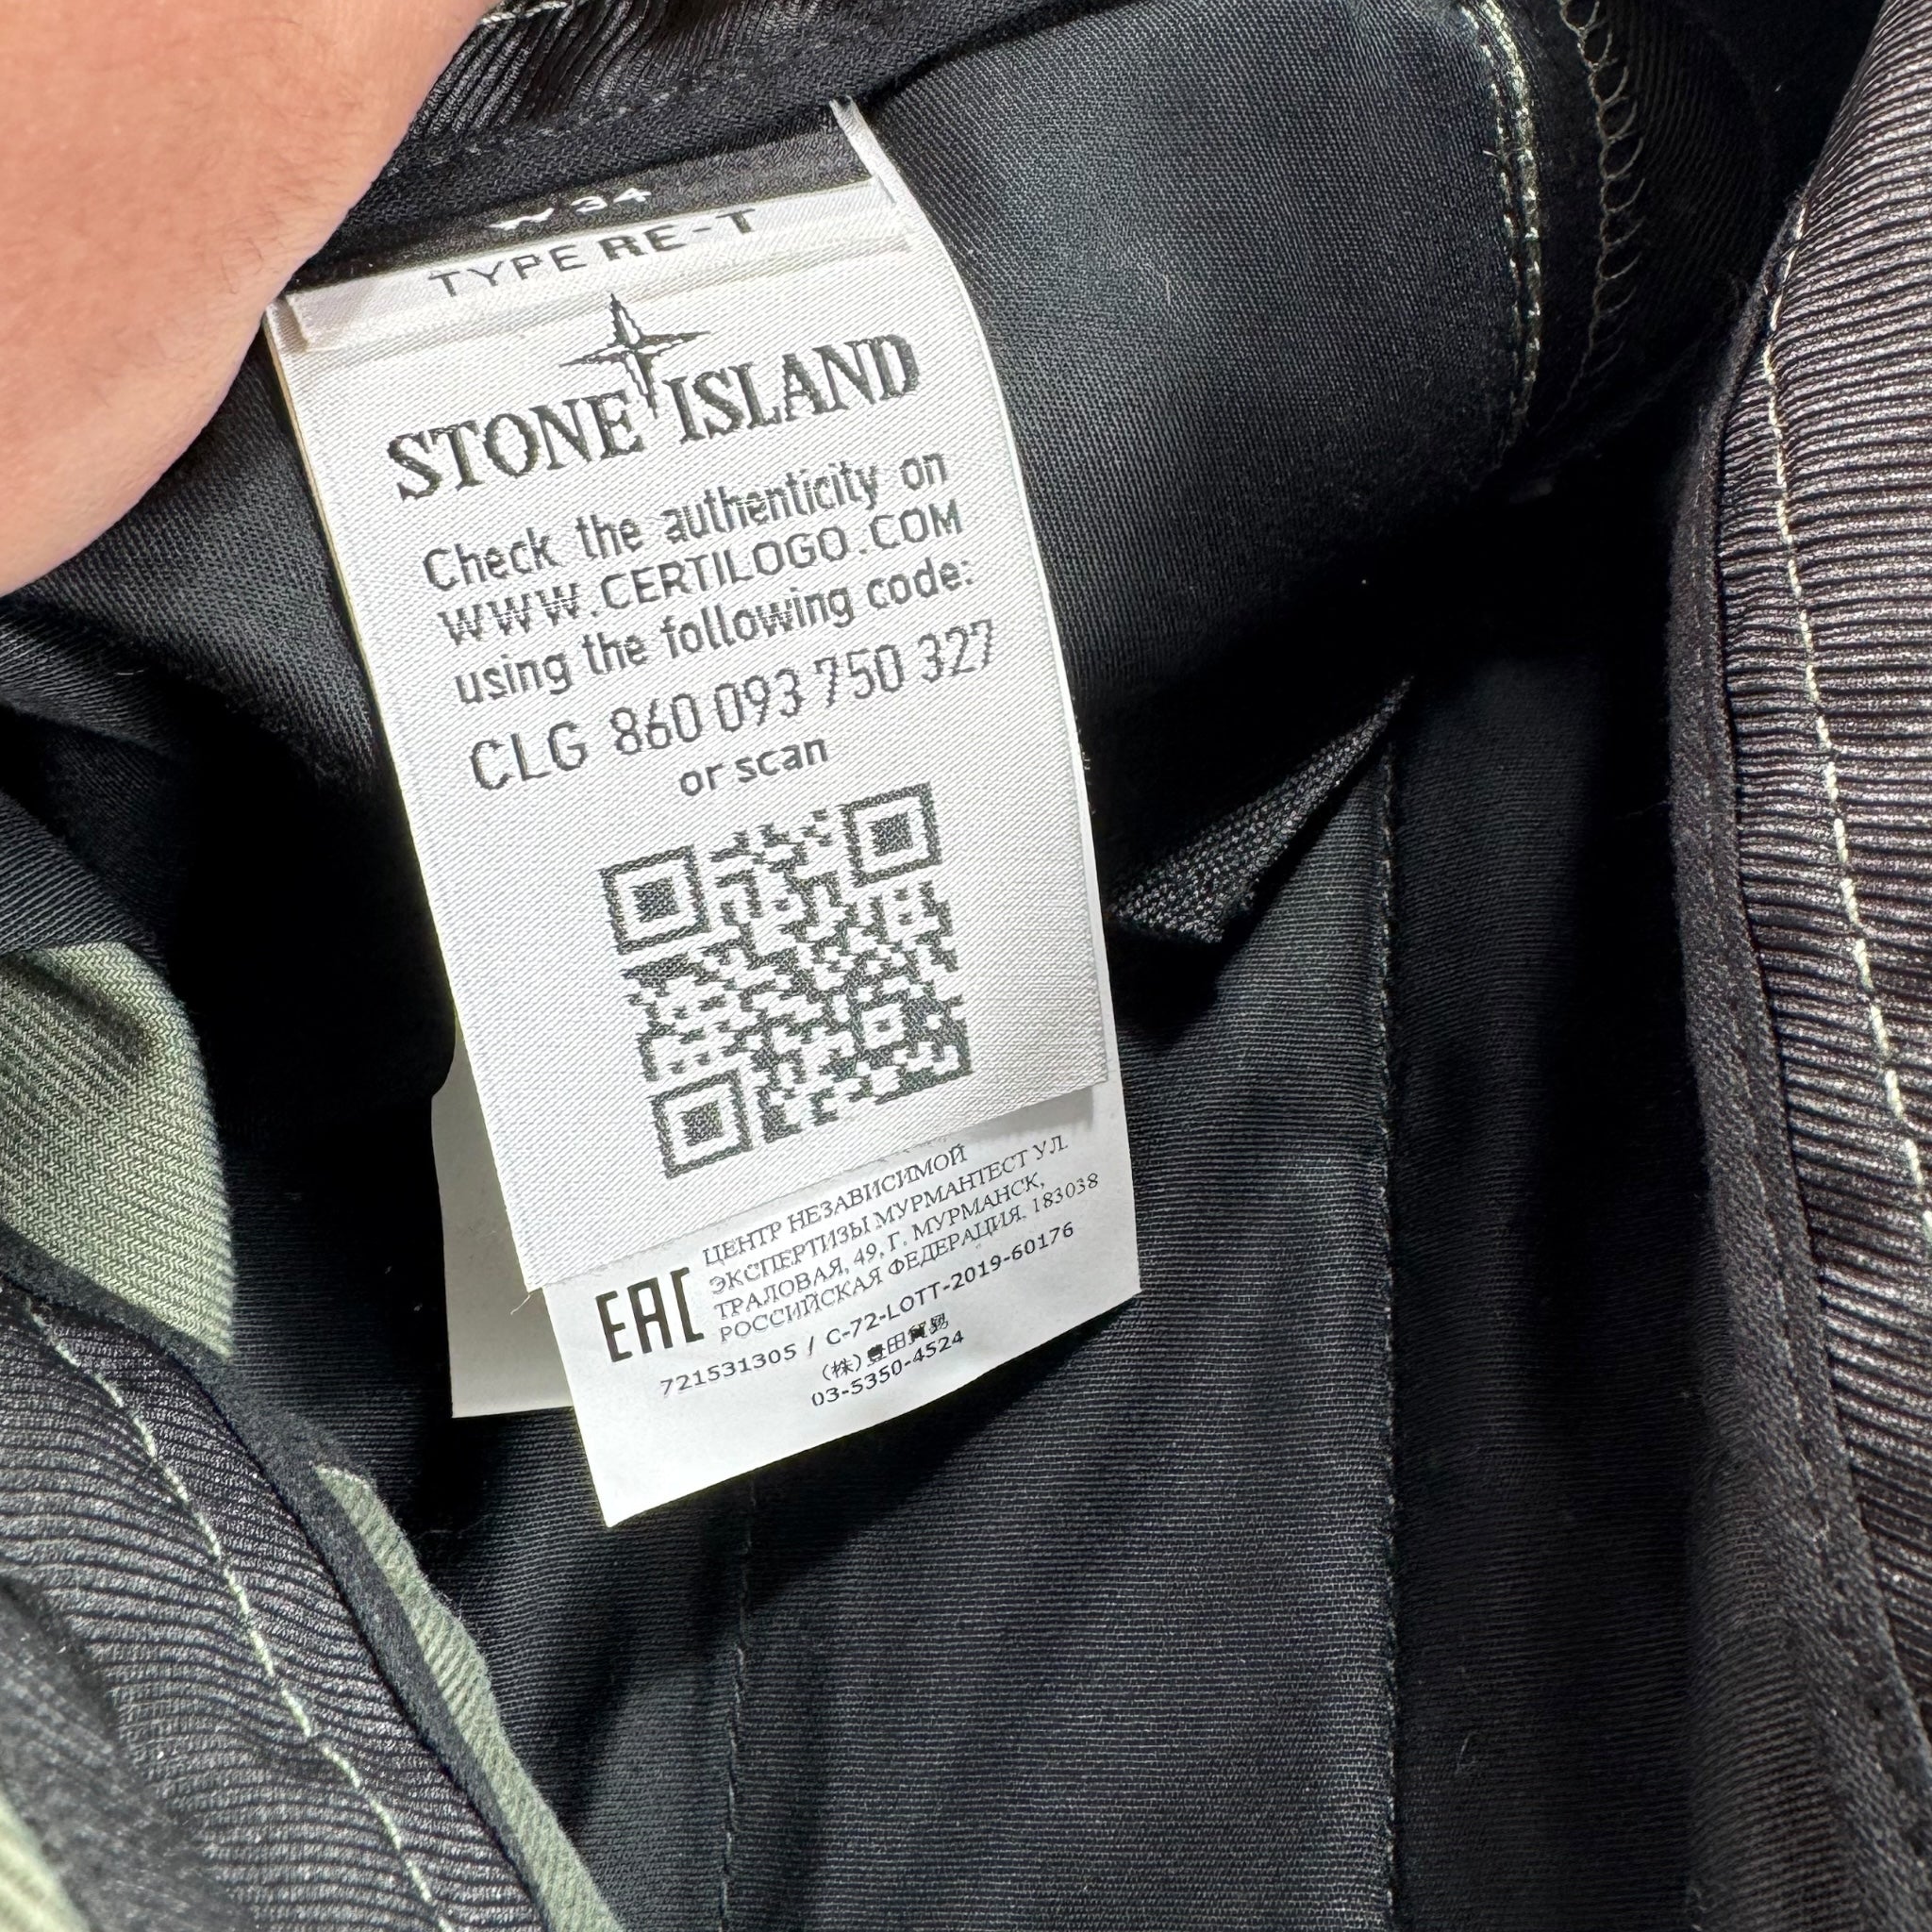 W 34
TYPE RE-T
STONE ISLAND
Check the authenticity on
WWW.CERTILOGO.COM
using the following code:
CLG 860 093 750 327
or scan
ЦЕНТР НЕЗАВИСИМОЙ
ЭКСПЕРТИЗЫ МУРМАНТЕСТ УЛ.
ТРАЛОВАЯ, 49, Г. МУРМАНСК,
РОССИЙСКАЯ ФЕДЕРАЦИЯ, 183038
EAC
721531305 / C-72-LOTT-2019-60176
(株)豊田貿易
03-5350-4524